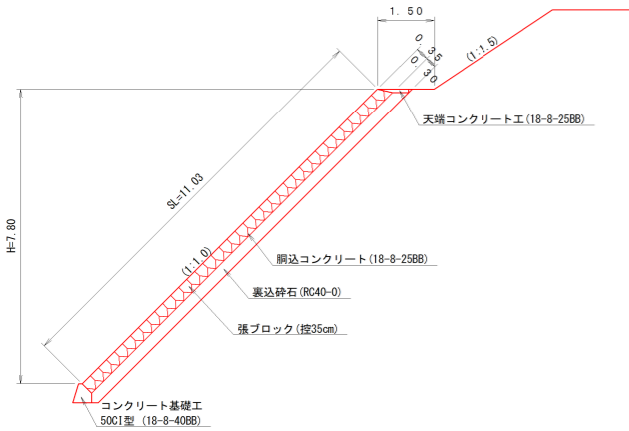 1.50
0.35
0.30
(1:1.5)
天端コンクリート工(18-8-25BB)
SL=11.03
H=7.80
(1:1.0)
胴込コンクリート(18-8-25BB)
裏込砕石(RC40-0)
張ブロック(控35cm)
コンクリート基礎工
50CI型 (18-8-40BB)